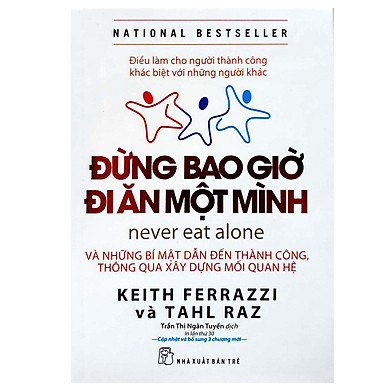 NATIONAL BESTSELLER
Điều làm cho người thành công
khác biệt với những người khác
ĐỪNG BAO GIỜ
ĐI ĂN MỘT MÌNH
never eat alone
VÀ NHỮNG BÍ MẬT DẪN ĐẾN THÀNH CÔNG,
THÔNG QUA XÂY DỰNG MỐI QUAN HỆ
KEITH FERRAZZI
và TAHL RAZ
Trần Thị Ngân Tuyến dịch
In lần thứ 30
—Cập nhật và bổ sung 3 chương mới—
NHÀ XUẤT BẢN TRẺ